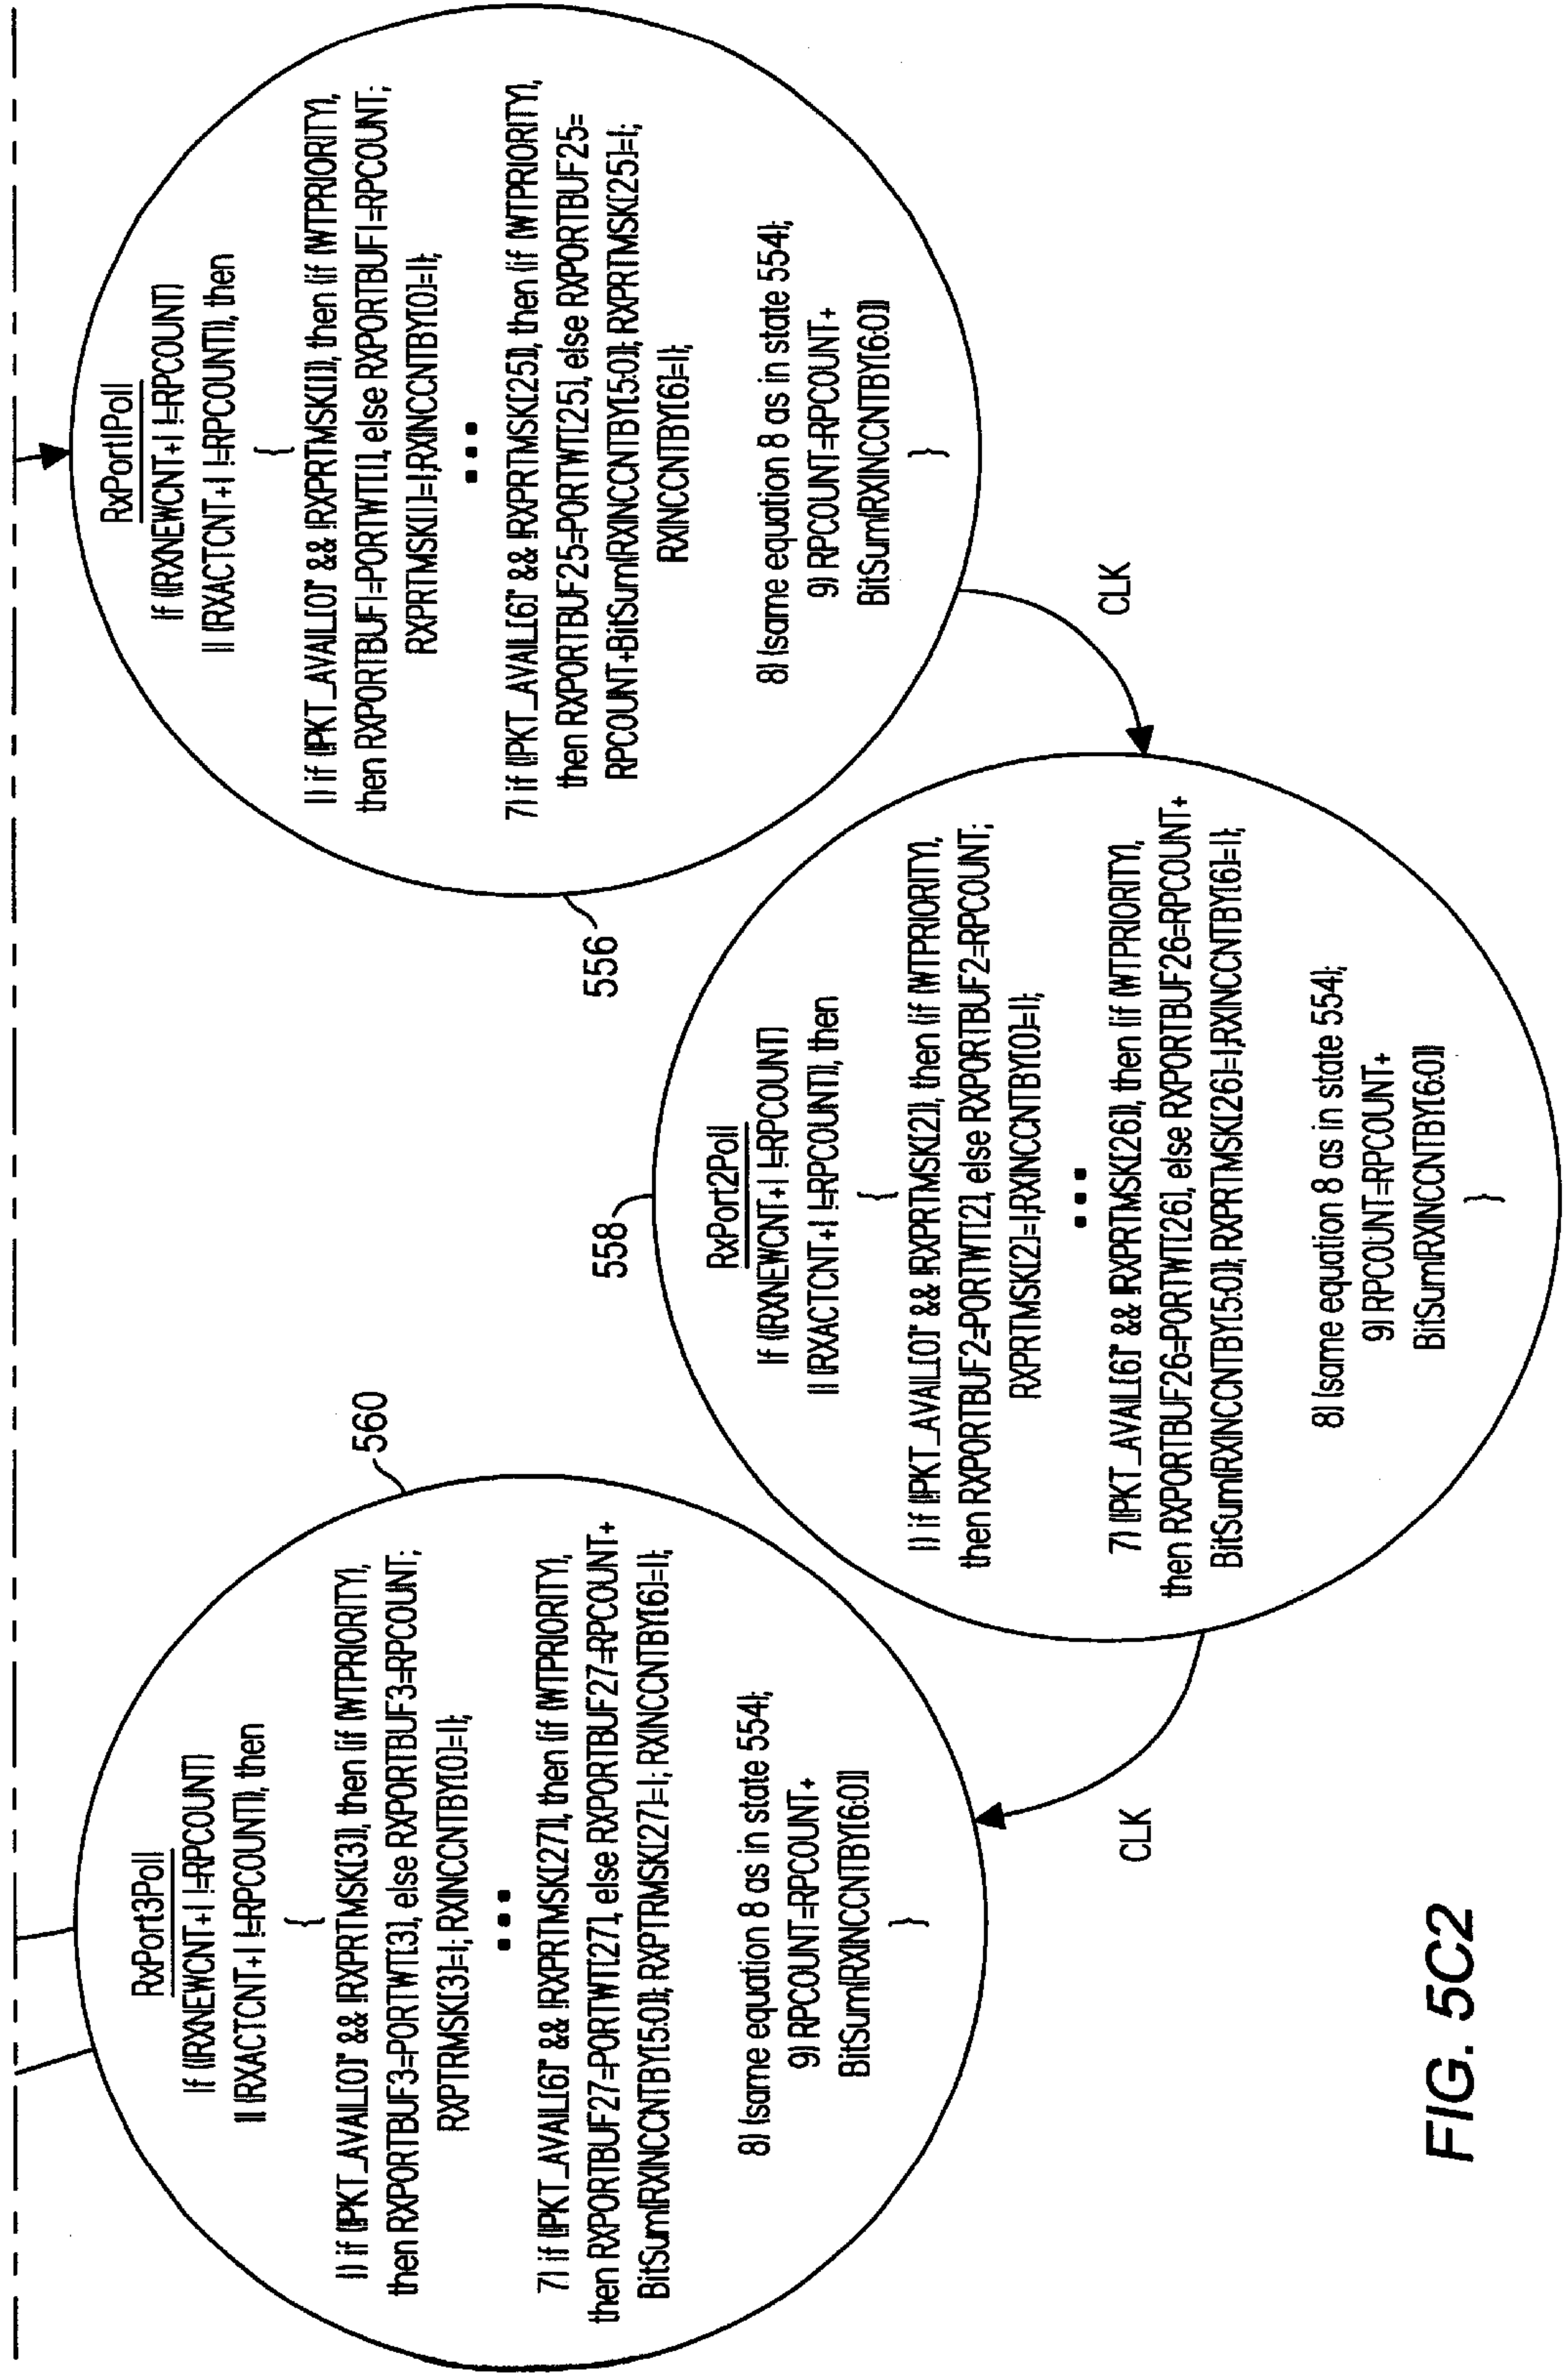 RxPort3Poll
If ((RXNEWCNT+1 !=RPCOUNT)
|| (RXACTCNT+1 !=RPCOUNT)), then
{
1) if (!PKT_AVAIL[0]* && !RXPRTMSK[3]), then (if (WTPRIORITY),
then RXPORTBUF3=PORTWT[3], else RXPORTBUF3=RPCOUNT;
RXPTRMSK[3]=1; RXINCCNTBY[0]=1);
...
7) if (!PKT_AVAIL[6]* && !RXPRTMSK[27]), then (if (WTPRIORITY),
then RXPORTBUF27=PORTWT[27], else RXPORTBUF27=RPCOUNT+
BitSum(RXINCCNTBY[5:0]); RXPTRMSK[27]=1; RXINCCNTBY[6]=1);
8) (same equation 8 as in state 554);
9) RPCOUNT=RPCOUNT+
BitSum(RXINCCNTBY[6:0])
}
560
RxPort1Poll
If ((RXNEWCNT+1 !=RPCOUNT)
|| (RXACTCNT+1 !=RPCOUNT)), then
{
1) if (!PKT_AVAIL[0]* && !RXPRTMSK[1]), then (if (WTPRIORITY),
then RXPORTBUF1=PORTWT[1], else RXPORTBUF1=RPCOUNT;
RXPRTMSK[1]=1,RXINCCNTBY[0]=1);
...
7) if (!PKT_AVAIL[6]* && !RXPRTMSK[25]), then (if (WTPRIORITY),
then RXPORTBUF25=PORTWT[25], else RXPORTBUF25=
RPCOUNT+BitSum(RXINCCNTBY[5:0]); RXPRTMSK[25]=1;
RXINCCNTBY[6]=1);
8) (same equation 8 as in state 554);
9) RPCOUNT=RPCOUNT+
BitSum(RXINCCNTBY[6:0])
}
556
558
RxPort2Poll
If ((RXNEWCNT+1 !=RPCOUNT)
|| (RXACTCNT+1 !=RPCOUNT)), then
{
1) if (!PKT_AVAIL[0]* && !RXPRTMSK[2]), then (if (WTPRIORITY),
then RXPORTBUF2=PORTWT[2], else RXPORTBUF2=RPCOUNT;
RXPRTMSK[2]=1,RXINCCNTBY[0]=1);
...
7) (!PKT_AVAIL[6]* && !RXPRTMSK[26]), then (if (WTPRIORITY),
then RXPORTBUF26=PORTWT[26], else RXPORTBUF26=RPCOUNT+
BitSum(RXINCCNTBY[5:0]); RXPRTMSK[26]=1,RXINCCNTBY[6]=1);
8) (same equation 8 as in state 554);
9) RPCOUNT=RPCOUNT+
BitSum(RXINCCNTBY[6:0])
}
CLK
CLK
FIG. 5C2